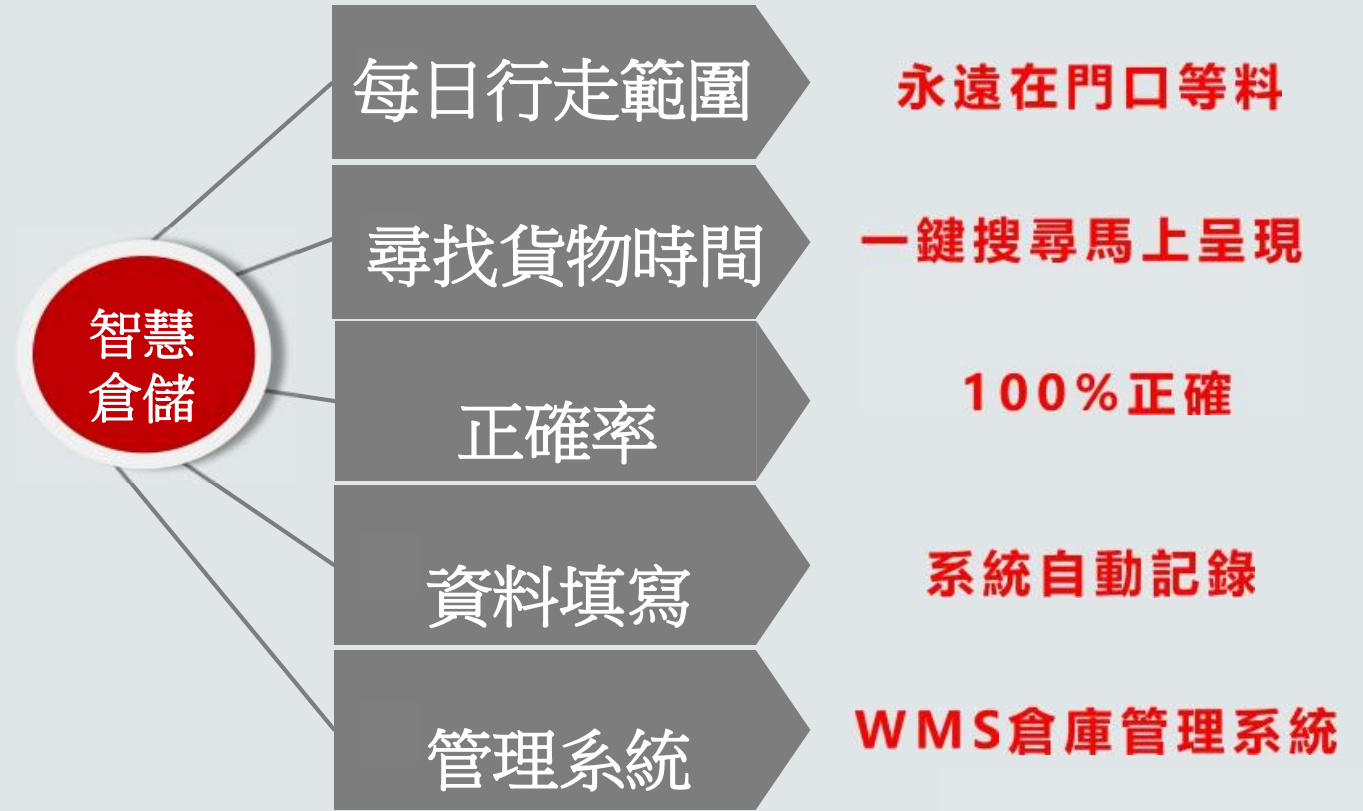 智慧
倉儲
每日行走範圍
永遠在門口等料
尋找貨物時間
一鍵搜尋馬上呈現
正確率
100%正確
資料填寫
系統自動記錄
管理系統
WMS倉庫管理系統